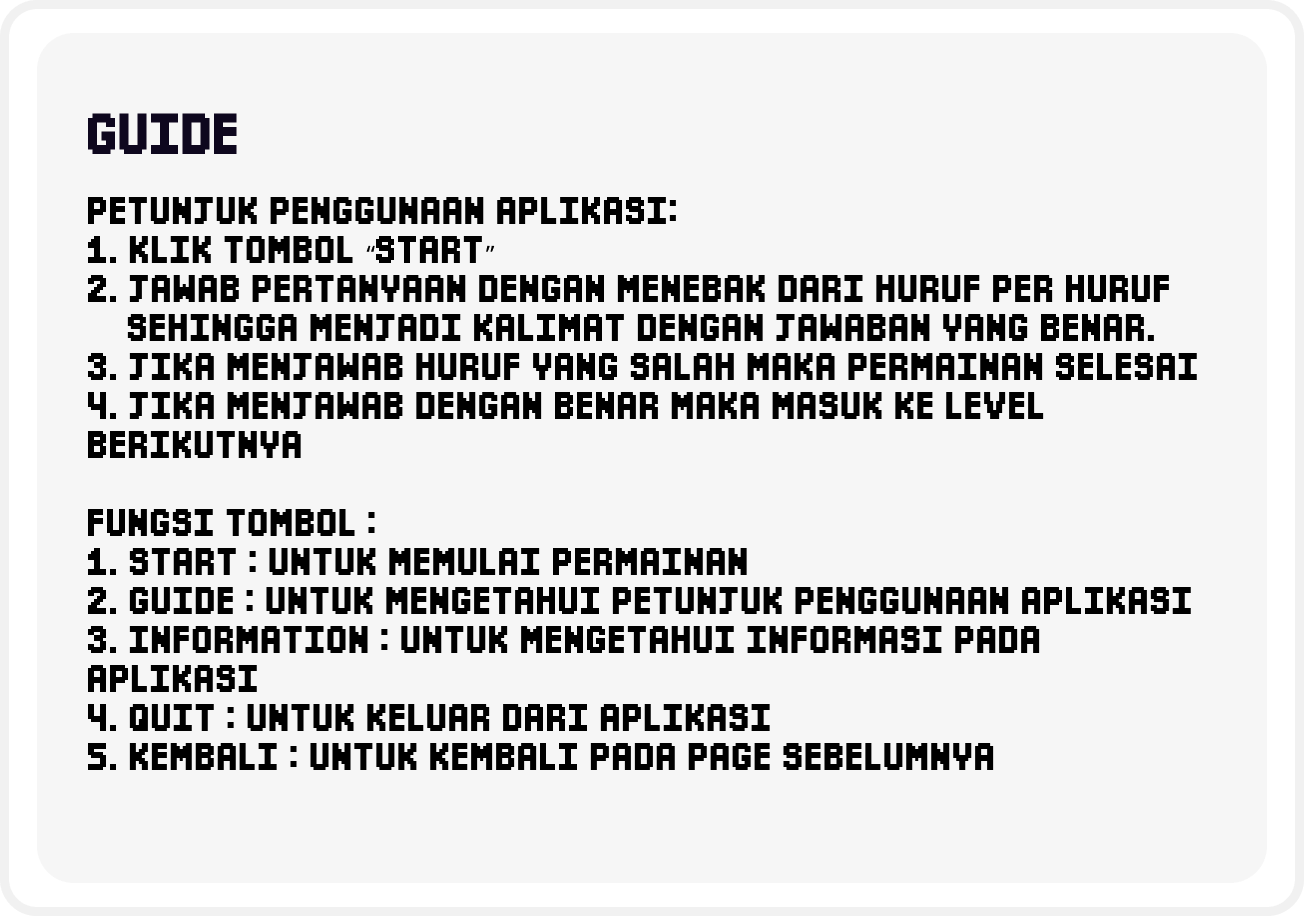 GUIDE
PETUNJUK PENGGUNAAN APLIKASI:
1. KLIK TOMBOL “START”
2. JAWAB PERTANYAAN DENGAN MENEBAK DARI HURUF PER HURUF
SEHINGGA MENJADI KALIMAT DENGAN JAWABAN YANG BENAR.
3. JIKA MENJAWAB HURUF YANG SALAH MAKA PERMAINAN SELESAI
4. JIKA MENJAWAB DENGAN BENAR MAKA MASUK KE LEVEL
BERIKUTNYA
FUNGSI TOMBOL :
1. START : UNTUK MEMULAI PERMAINAN
2. GUIDE : UNTUK MENGETAHUI PETUNJUK PENGGUNAAN APLIKASI
3. INFORMATION : UNTUK MENGETAHUI INFORMASI PADA
APLIKASI
4. QUIT : UNTUK KELUAR DARI APLIKASI
5. KEMBALI : UNTUK KEMBALI PADA PAGE SEBELUMNYA